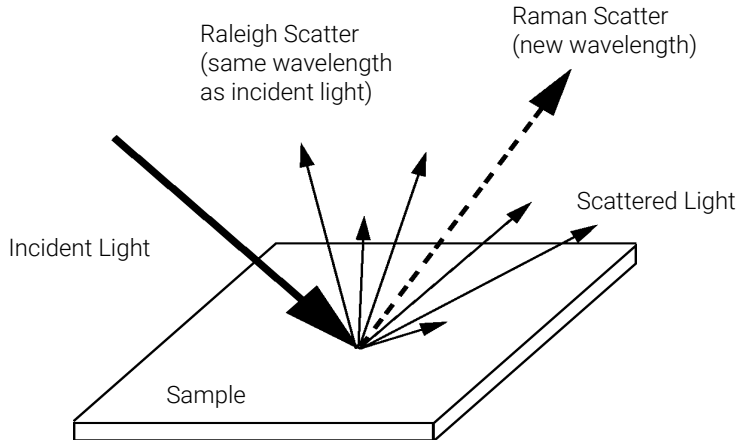 Raleigh Scatter
(same wavelength
as incident light)
Raman Scatter
(new wavelength)
Scattered Light
Incident Light
Sample